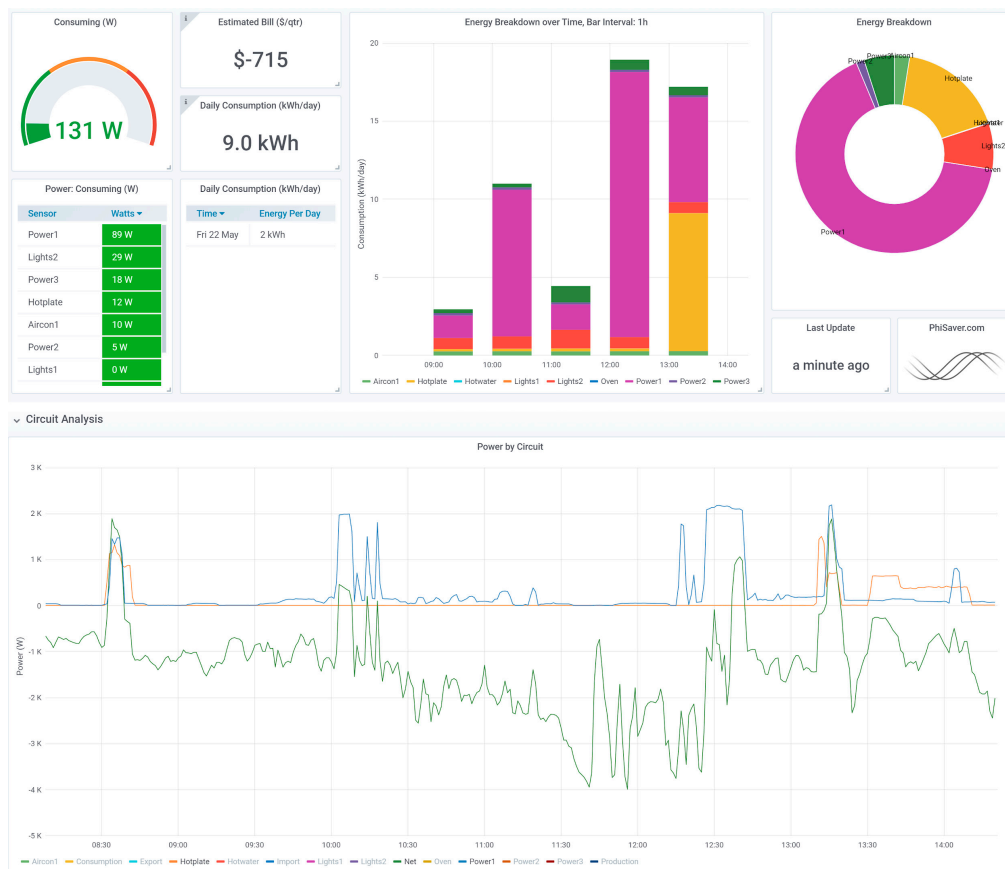 Consuming (W)
131 W
Estimated Bill ($/qtr)
$-715
Daily Consumption (kWh/day)
9.0 kWh
Power: Consuming (W)
Sensor Watts
Power1 89 W
Lights2 29 W
Power3 18 W
Hotplate 12 W
Aircon1 10 W
Power2 5 W
Lights1 0 W
Daily Consumption (kWh/day)
Time Energy Per Day
Fri 22 May 2 kWh
Energy Breakdown over Time, Bar Interval: 1h
Consumption (kWh/day)
20
15
10
5
0
09:00 10:00 11:00 12:00 13:00 14:00
Aircon1 Hotplate Hotwater Lights1 Lights2 Oven Power1 Power2 Power3
Energy Breakdown
Power2 Power3 Aircon1
Hotplate
Lights2
Oven
Power1
Last Update
a minute ago
PhiSaver.com
Circuit Analysis
Power by Circuit
Power (W)
3 K
2 K
1 K
0
-1 K
-2 K
-3 K
-4 K
-5 K
08:30 09:00 09:30 10:00 10:30 11:00 11:30 12:00 12:30 13:00 13:30 14:00
Aircon1 Consumption Export Hotplate Hotwater Import Lights1 Lights2 Net Oven Power1 Power2 Power3 Production